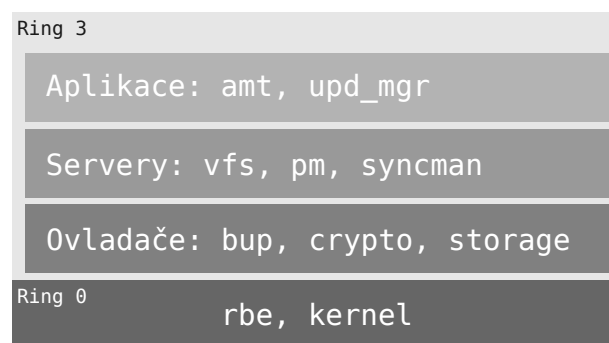 Ring 3
Aplikace: amt, upd_mgr
Servery: vfs, pm, syncman
Ovladače: bup, crypto, storage
Ring 0
rbe, kernel